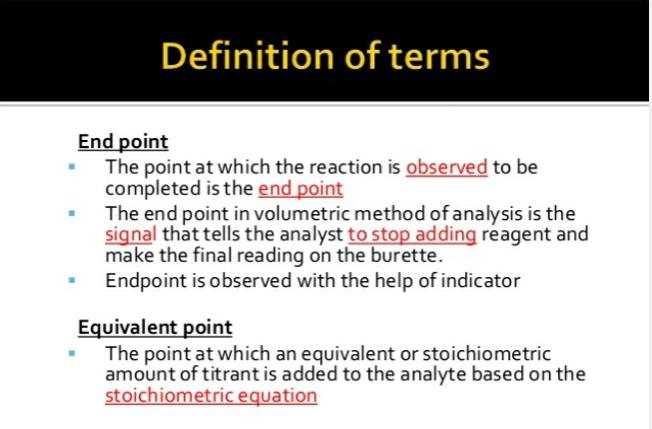 Definition of terms
End point
The point at which the reaction is observed to be
completed is the end point
The end point in volumetric method of analysis is the
signal that tells the analyst to stop adding reagent and
make the final reading on the burette.
Endpoint is observed with the help of indicator
Equivalent point
The point at which an equivalent or stoichiometric
amount of titrant is added to the analyte based on the
stoichiometric equation